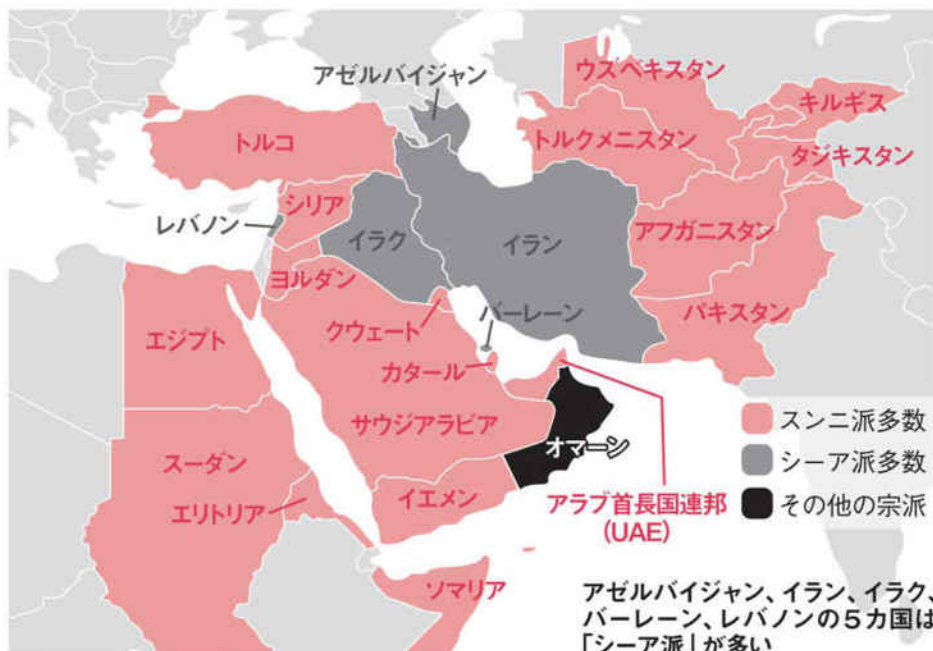 ウズベキスタン
アゼルバイジャン
キルギス
トルコ
トルクメニスタン
タジキスタン
シリア
レバノン
イラク
イラン
アフガニスタン
ヨルダン
パキスタン
バーレーン
クウェート
エジプト
カタール
サウジアラビア
スンニ派多数
オマーン
シーア派多数
スーダン
イエメン
アラブ首長国連邦
(UAE)
その他の宗派
エリトリア
ソマリア
アゼルバイジャン、イラン、イラク、
バーレーン、レバノンの5カ国は
「シーア派」が多い